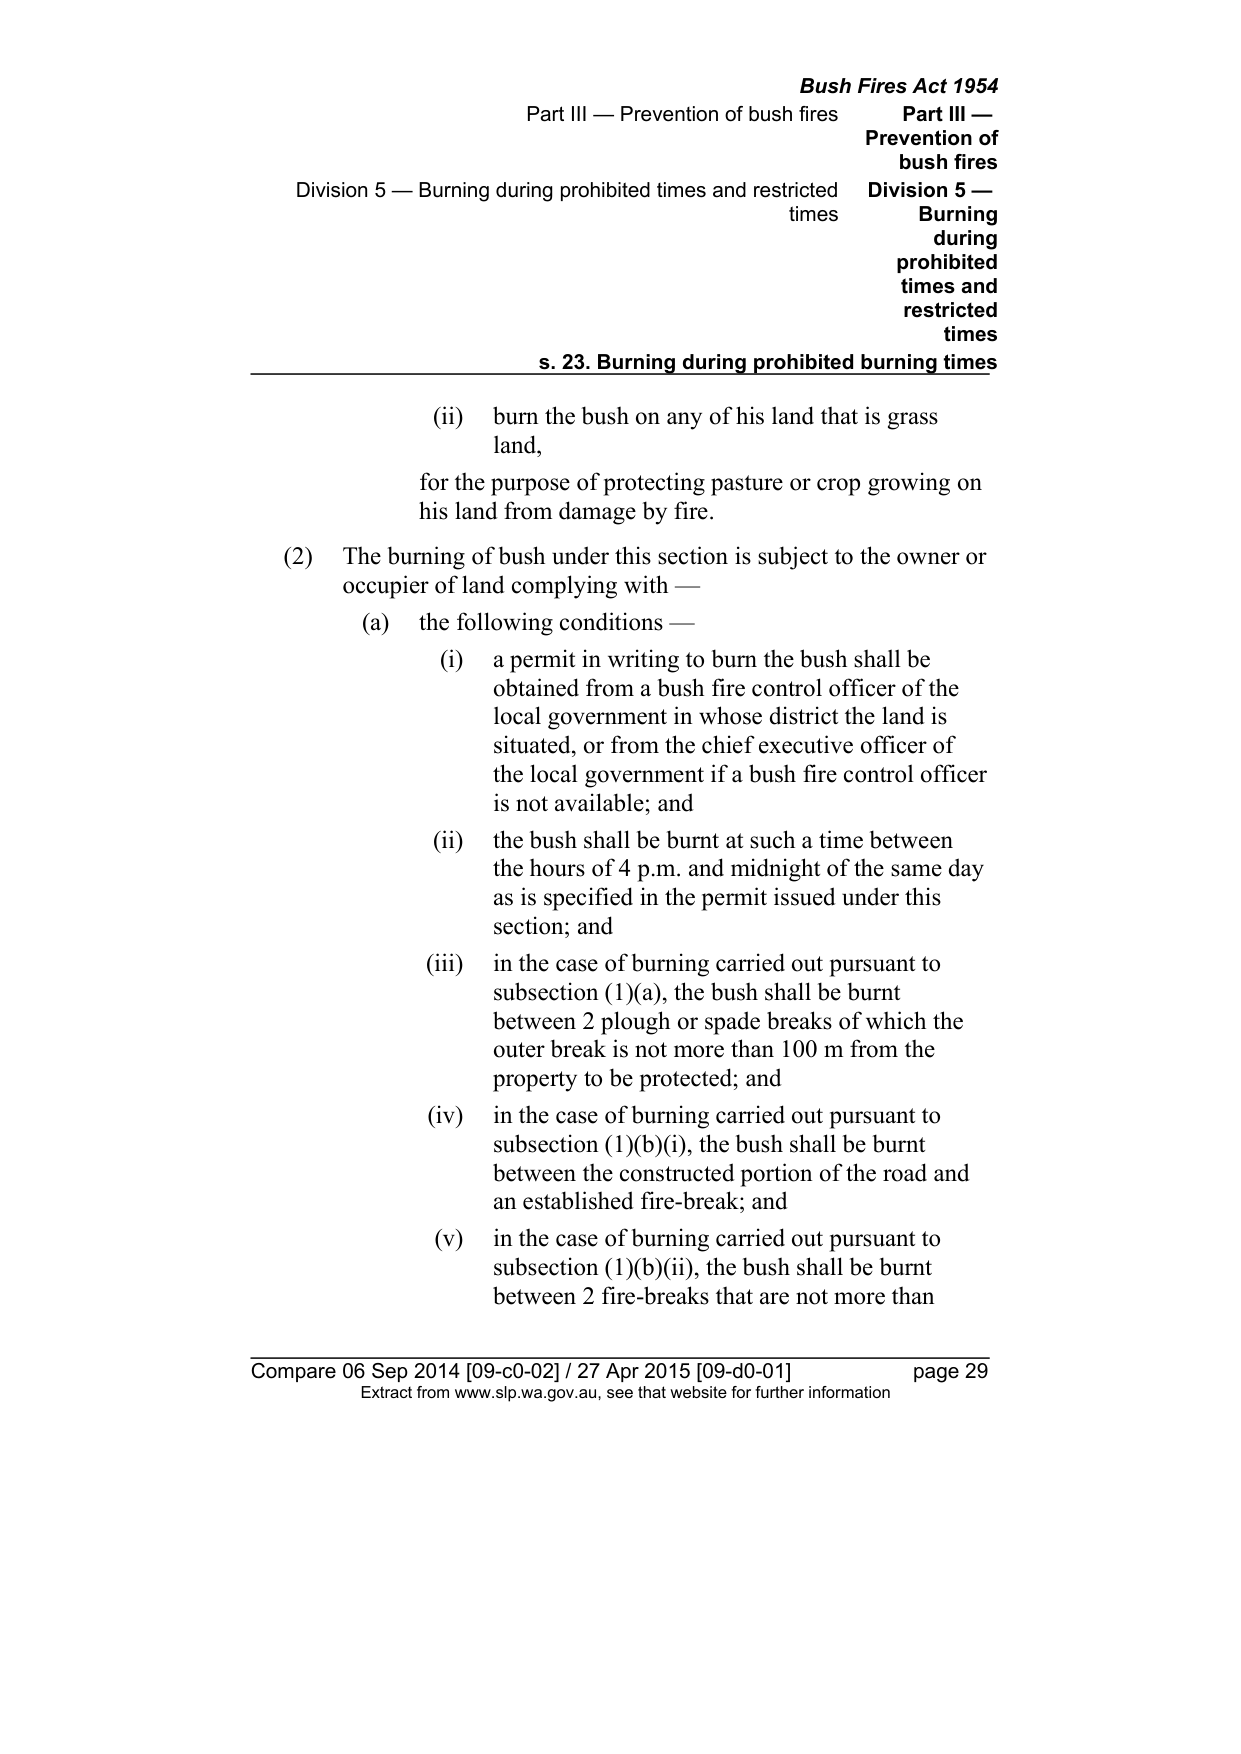 Bush Fires Act 1954
Part III — Prevention of bush fires
Part III —
Prevention of
bush fires
Division 5 — Burning during prohibited times and restricted
times
Division 5 —
Burning
during
prohibited
times and
restricted
times
s. 23. Burning during prohibited burning times
(ii) burn the bush on any of his land that is grass
land,
for the purpose of protecting pasture or crop growing on
his land from damage by fire.
(2) The burning of bush under this section is subject to the owner or
occupier of land complying with —
(a) the following conditions —
(i) a permit in writing to burn the bush shall be
obtained from a bush fire control officer of the
local government in whose district the land is
situated, or from the chief executive officer of
the local government if a bush fire control officer
is not available; and
(ii) the bush shall be burnt at such a time between
the hours of 4 p.m. and midnight of the same day
as is specified in the permit issued under this
section; and
(iii) in the case of burning carried out pursuant to
subsection (1)(a), the bush shall be burnt
between 2 plough or spade breaks of which the
outer break is not more than 100 m from the
property to be protected; and
(iv) in the case of burning carried out pursuant to
subsection (1)(b)(i), the bush shall be burnt
between the constructed portion of the road and
an established fire-break; and
(v) in the case of burning carried out pursuant to
subsection (1)(b)(ii), the bush shall be burnt
between 2 fire-breaks that are not more than
Compare 06 Sep 2014 [09-c0-02] / 27 Apr 2015 [09-d0-01] page 29
Extract from www.slp.wa.gov.au, see that website for further information